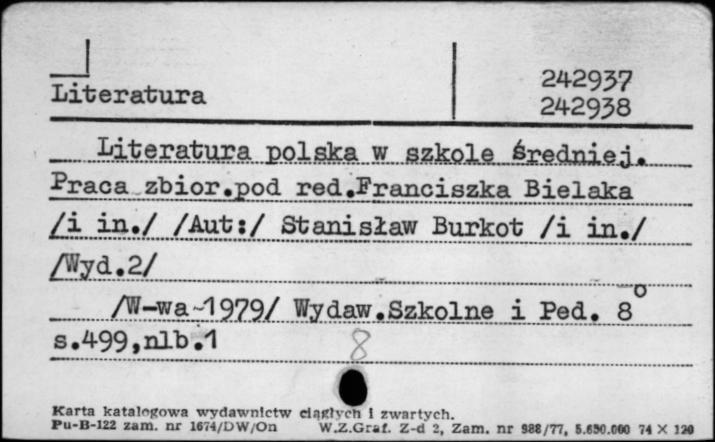 Literatura
242937
242938
Literatura polska w szkole średniej.
Praca zbior.pod red.Franciszka Bielaka
/i in./ /Aut:/ Stanisław Burkot /i in./
/Wyd.2/
/W-wa 1979/ Wydaw.Szkolne i Ped. 8°
s.499,nlb.1
8
Karta katalogowa wydawnictw ciągłych i zwartych.
Pu-B-122 zam. nr 1674/DW/On W.Z.Graf. Z-d 2, Zam. nr 988/77, 5.650.000 74 X 120